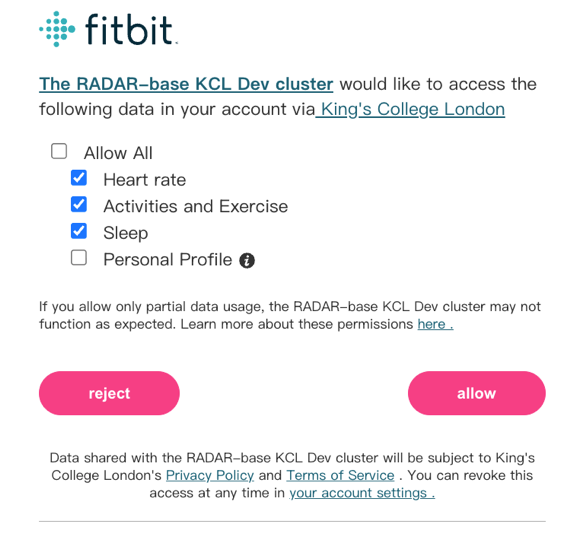 fitbit.
The RADAR-base KCL Dev cluster would like to access the
following data in your account via King's College London
Allow All
Heart rate
Activities and Exercise
Sleep
Personal Profile i
If you allow only partial data usage, the RADAR-base KCL Dev cluster may not
function as expected. Learn more about these permissions here .
reject
allow
Data shared with the RADAR-base KCL Dev cluster will be subject to King's
College London's Privacy Policy and Terms of Service . You can revoke this
access at any time in your account settings .